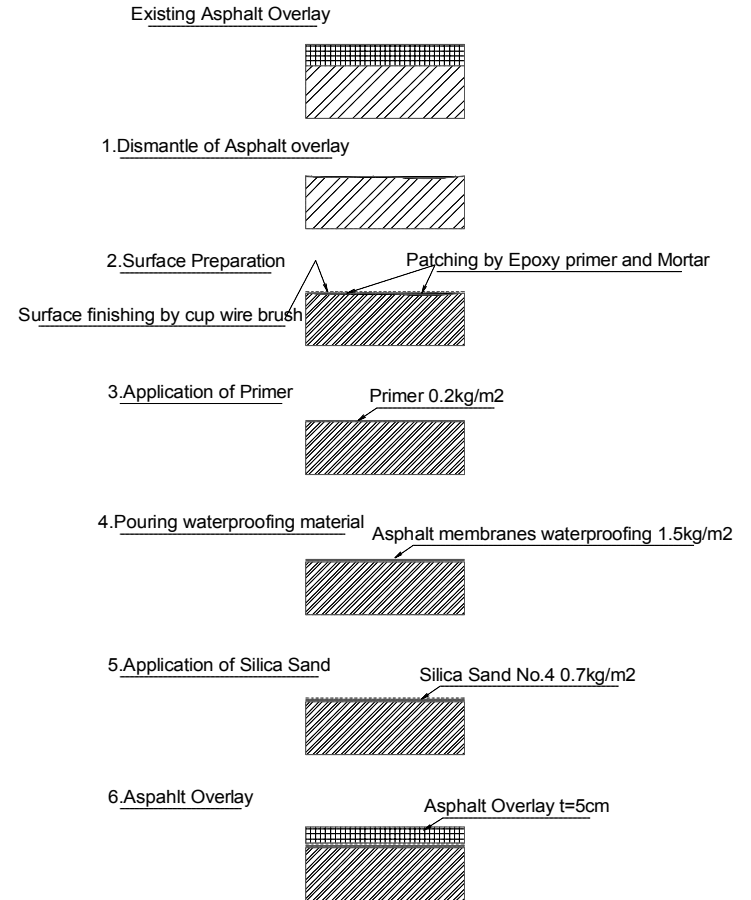 Existing Asphalt Overlay
1.Dismantle of Asphalt overlay
2.Surface Preparation
Patching by Epoxy primer and Mortar
Surface finishing by cup wire brush
3.Application of Primer
Primer 0.2kg/m2
4.Pouring waterproofing material
Asphalt membranes waterproofing 1.5kg/m2
5.Application of Silica Sand
Silica Sand No.4 0.7kg/m2
6.Aspahlt Overlay
Asphalt Overlay t=5cm